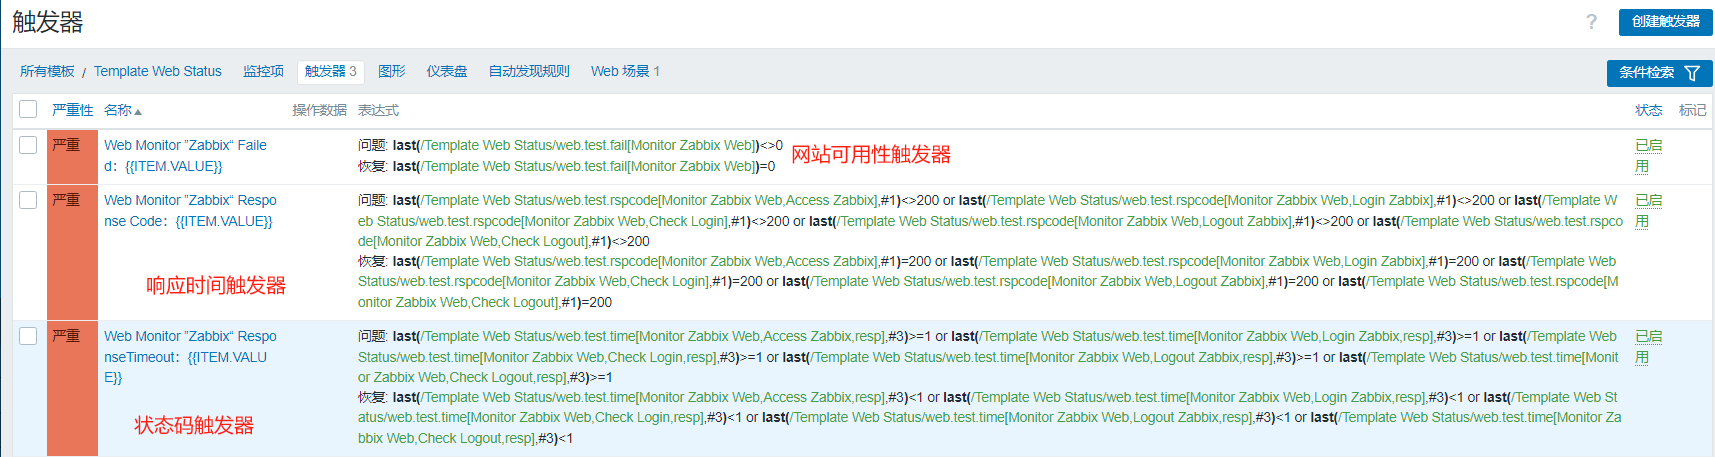 触发器
? 创建触发器
所有模板 / Template Web Status 监控项 触发器 3 图形 仪表盘 自动发现规则 Web 场景 1 条件检索
严重性 名称 操作数据 表达式 状态 标记
严重 Web Monitor ”Zabbix“ Faile
d：{{ITEM.VALUE}}
问题: last(/Template Web Status/web.test.fail[Monitor Zabbix Web])<>0
恢复: last(/Template Web Status/web.test.fail[Monitor Zabbix Web])=0
网站可用性触发器
已启
用
严重 Web Monitor ”Zabbix“ Respo
nse Code：{{ITEM.VALUE}}
问题: last(/Template Web Status/web.test.rspcode[Monitor Zabbix Web,Access Zabbix],#1)<>200 or last(/Template Web Status/web.test.rspcode[Monitor Zabbix Web,Login Zabbix],#1)<>200 or last(/Template W
eb Status/web.test.rspcode[Monitor Zabbix Web,Check Login],#1)<>200 or last(/Template Web Status/web.test.rspcode[Monitor Zabbix Web,Logout Zabbix],#1)<>200 or last(/Template Web Status/web.test.rspco
de[Monitor Zabbix Web,Check Logout],#1)<>200
恢复: last(/Template Web Status/web.test.rspcode[Monitor Zabbix Web,Access Zabbix],#1)=200 or last(/Template Web Status/web.test.rspcode[Monitor Zabbix Web,Login Zabbix],#1)=200 or last(/Template Web
Status/web.test.rspcode[Monitor Zabbix Web,Check Login],#1)=200 or last(/Template Web Status/web.test.rspcode[Monitor Zabbix Web,Logout Zabbix],#1)=200 or last(/Template Web Status/web.test.rspcode[M
onitor Zabbix Web,Check Logout],#1)=200
响应时间触发器
已启
用
严重 Web Monitor ”Zabbix“ Respo
nseTimeout：{{ITEM.VALU
E}}
问题: last(/Template Web Status/web.test.time[Monitor Zabbix Web,Access Zabbix,resp],#3)>=1 or last(/Template Web Status/web.test.time[Monitor Zabbix Web,Login Zabbix,resp],#3)>=1 or last(/Template Web
Status/web.test.time[Monitor Zabbix Web,Check Login,resp],#3)>=1 or last(/Template Web Status/web.test.time[Monitor Zabbix Web,Logout Zabbix,resp],#3)>=1 or last(/Template Web Status/web.test.time[Monit
or Zabbix Web,Check Logout,resp],#3)>=1
恢复: last(/Template Web Status/web.test.time[Monitor Zabbix Web,Access Zabbix,resp],#3)<1 or last(/Template Web Status/web.test.time[Monitor Zabbix Web,Login Zabbix,resp],#3)<1 or last(/Template Web St
atus/web.test.time[Monitor Zabbix Web,Check Login,resp],#3)<1 or last(/Template Web Status/web.test.time[Monitor Zabbix Web,Logout Zabbix,resp],#3)<1 or last(/Template Web Status/web.test.time[Monitor Za
bbix Web,Check Logout,resp],#3)<1
状态码触发器
已启
用